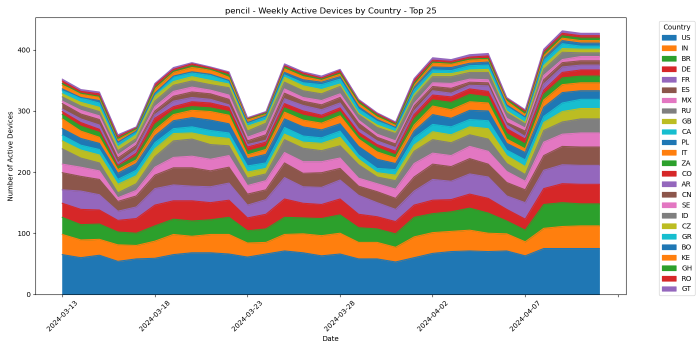 pencil - Weekly Active Devices by Country - Top 25
Number of Active Devices
400
300
200
100
0
2024-03-13
2024-03-18
2024-03-23
2024-03-28
2024-04-02
2024-04-07
Date
Country
US
IN
BR
DE
FR
ES
MX
RU
GB
CA
PL
IT
ZA
CO
AR
CN
SE
ID
CZ
GR
BO
KE
GH
RO
GT